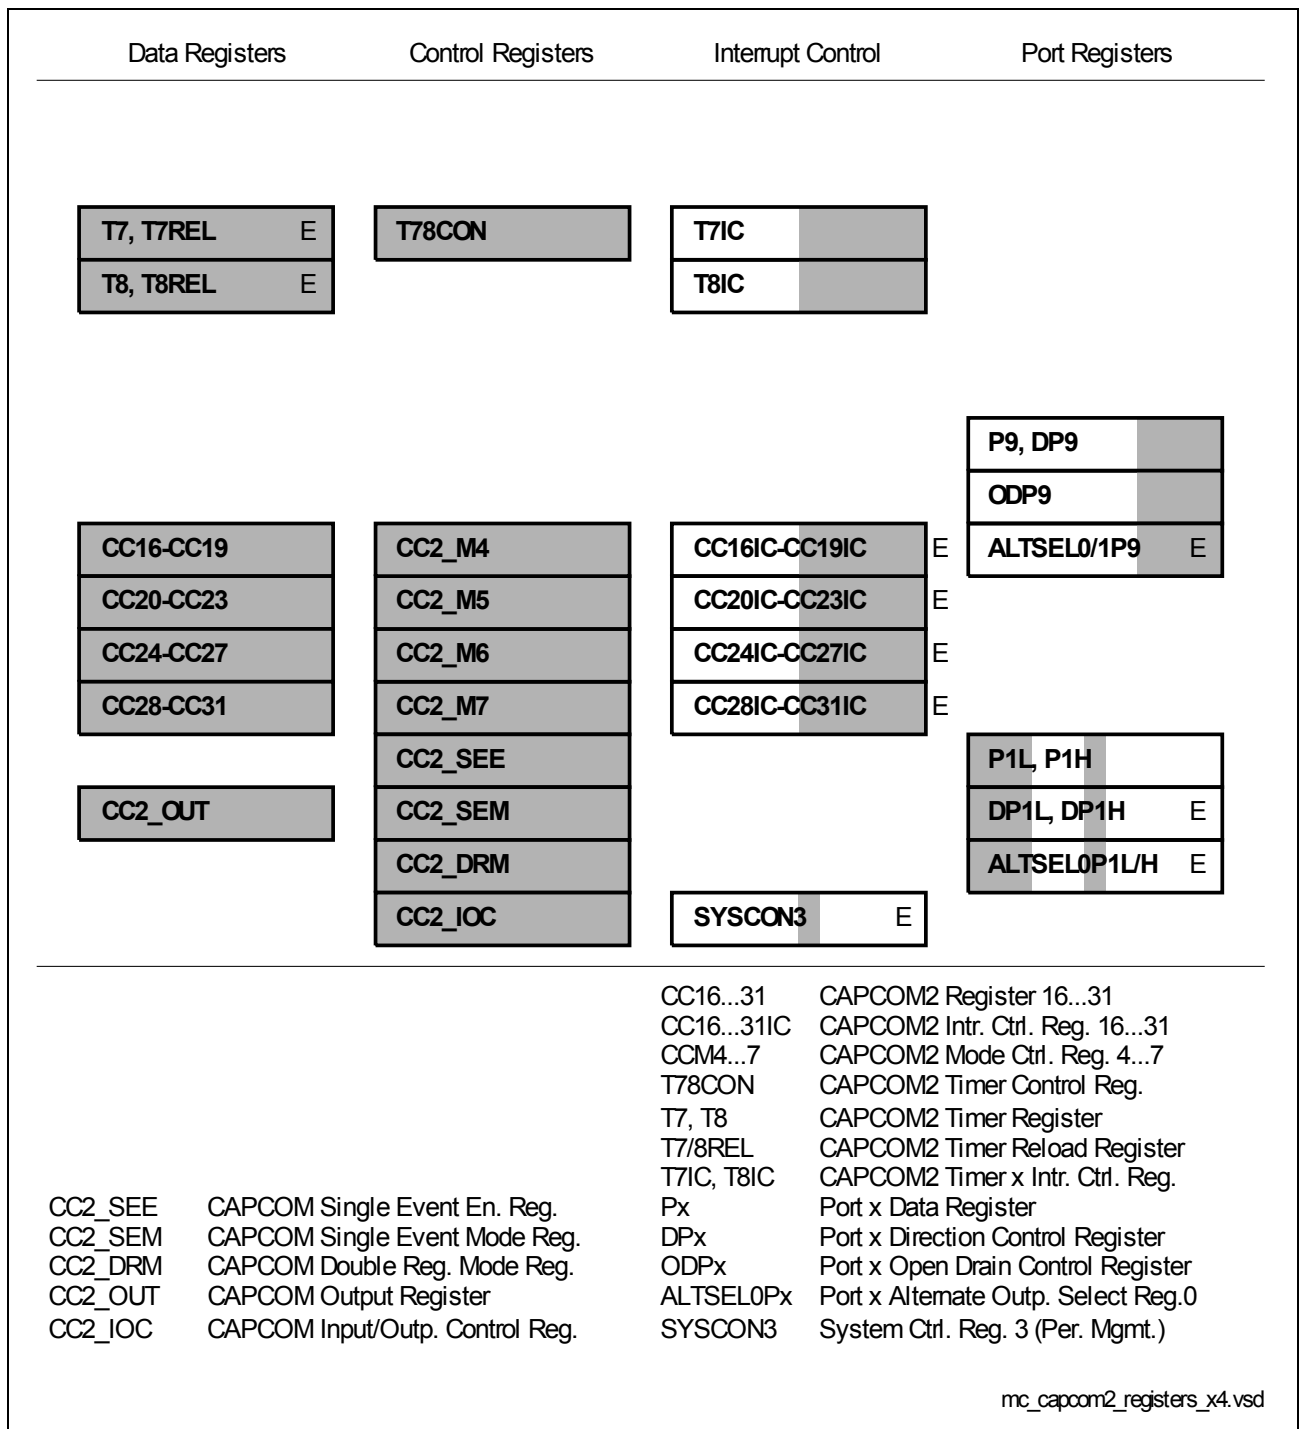 Data Registers Control Registers Interrupt Control Port Registers
T7, T7REL E T78CON T7IC
T8, T8REL E T8IC
P9, DP9
ODP9
CC16-CC19 CC2_M4 CC16IC-CC19IC E ALTSEL0/1P9 E
CC20-CC23 CC2_M5 CC20IC-CC23IC E
CC24-CC27 CC2_M6 CC24IC-CC27IC E
CC28-CC31 CC2_M7 CC28IC-CC31IC E
CC2_SEE P1L, P1H
CC2_OUT CC2_SEM DP1L, DP1H E
CC2_DRM ALTSEL0P1L/H E
CC2_IOC SYSCON3 E
CC16...31 CAPCOM2 Register 16...31
CC16...31IC CAPCOM2 Intr. Ctrl. Reg. 16...31
CCM4...7 CAPCOM2 Mode Ctrl. Reg. 4...7
T78CON CAPCOM2 Timer Control Reg.
T7, T8 CAPCOM2 Timer Register
T7/8REL CAPCOM2 Timer Reload Register
T7IC, T8IC CAPCOM2 Timer x Intr. Ctrl. Reg.
CC2_SEE CAPCOM Single Event En. Reg. Px Port x Data Register
CC2_SEM CAPCOM Single Event Mode Reg. DPx Port x Direction Control Register
CC2_DRM CAPCOM Double Reg. Mode Reg. ODPx Port x Open Drain Control Register
CC2_OUT CAPCOM Output Register ALTSEL0Px Port x Alternate Outp. Select Reg.0
CC2_IOC CAPCOM Input/Outp. Control Reg. SYSCON3 System Ctrl. Reg. 3 (Per. Mgmt.)
mc_capcom2_registers_x4.vsd